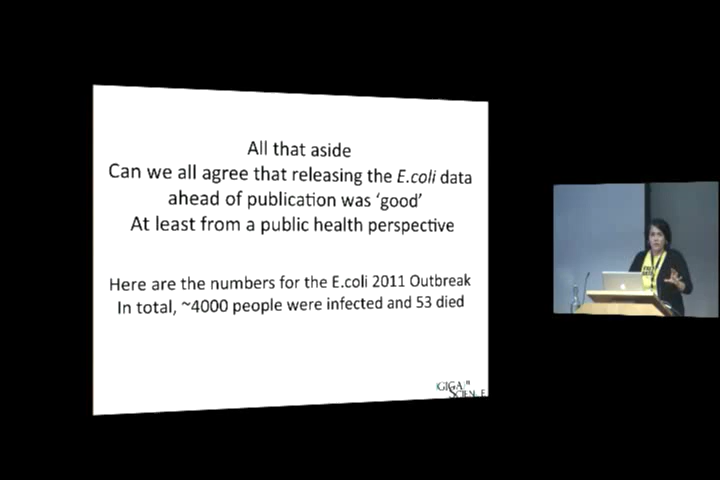 All that aside
Can we all agree that releasing the E.coli data
ahead of publication was ‘good’
At least from a public health perspective
Here are the numbers for the E.coli 2011 Outbreak
In total, ~4000 people were infected and 53 died
GIGA
SCIENCE